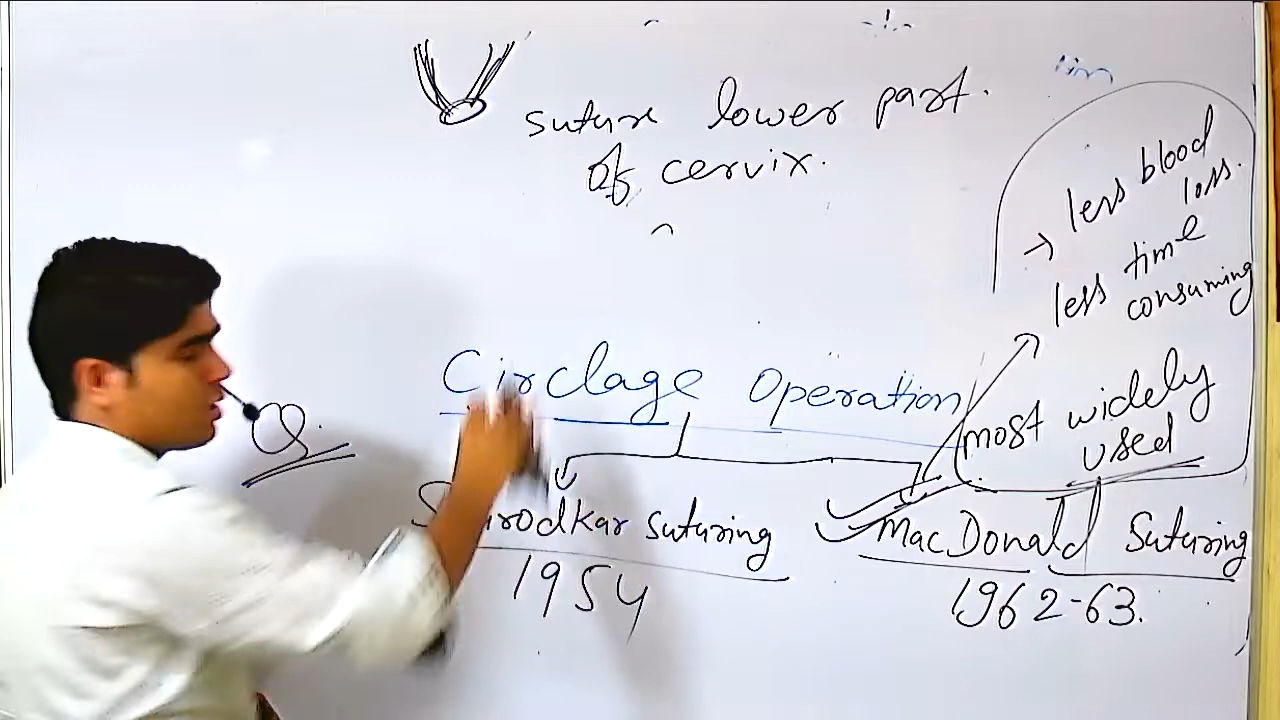 suture lower part.
of cervix.
→ less blood
loss.
less time
consuming
Circlage Operation
most widely
used
rodkar suturing
MacDonald Suturing
1954
1962-63.